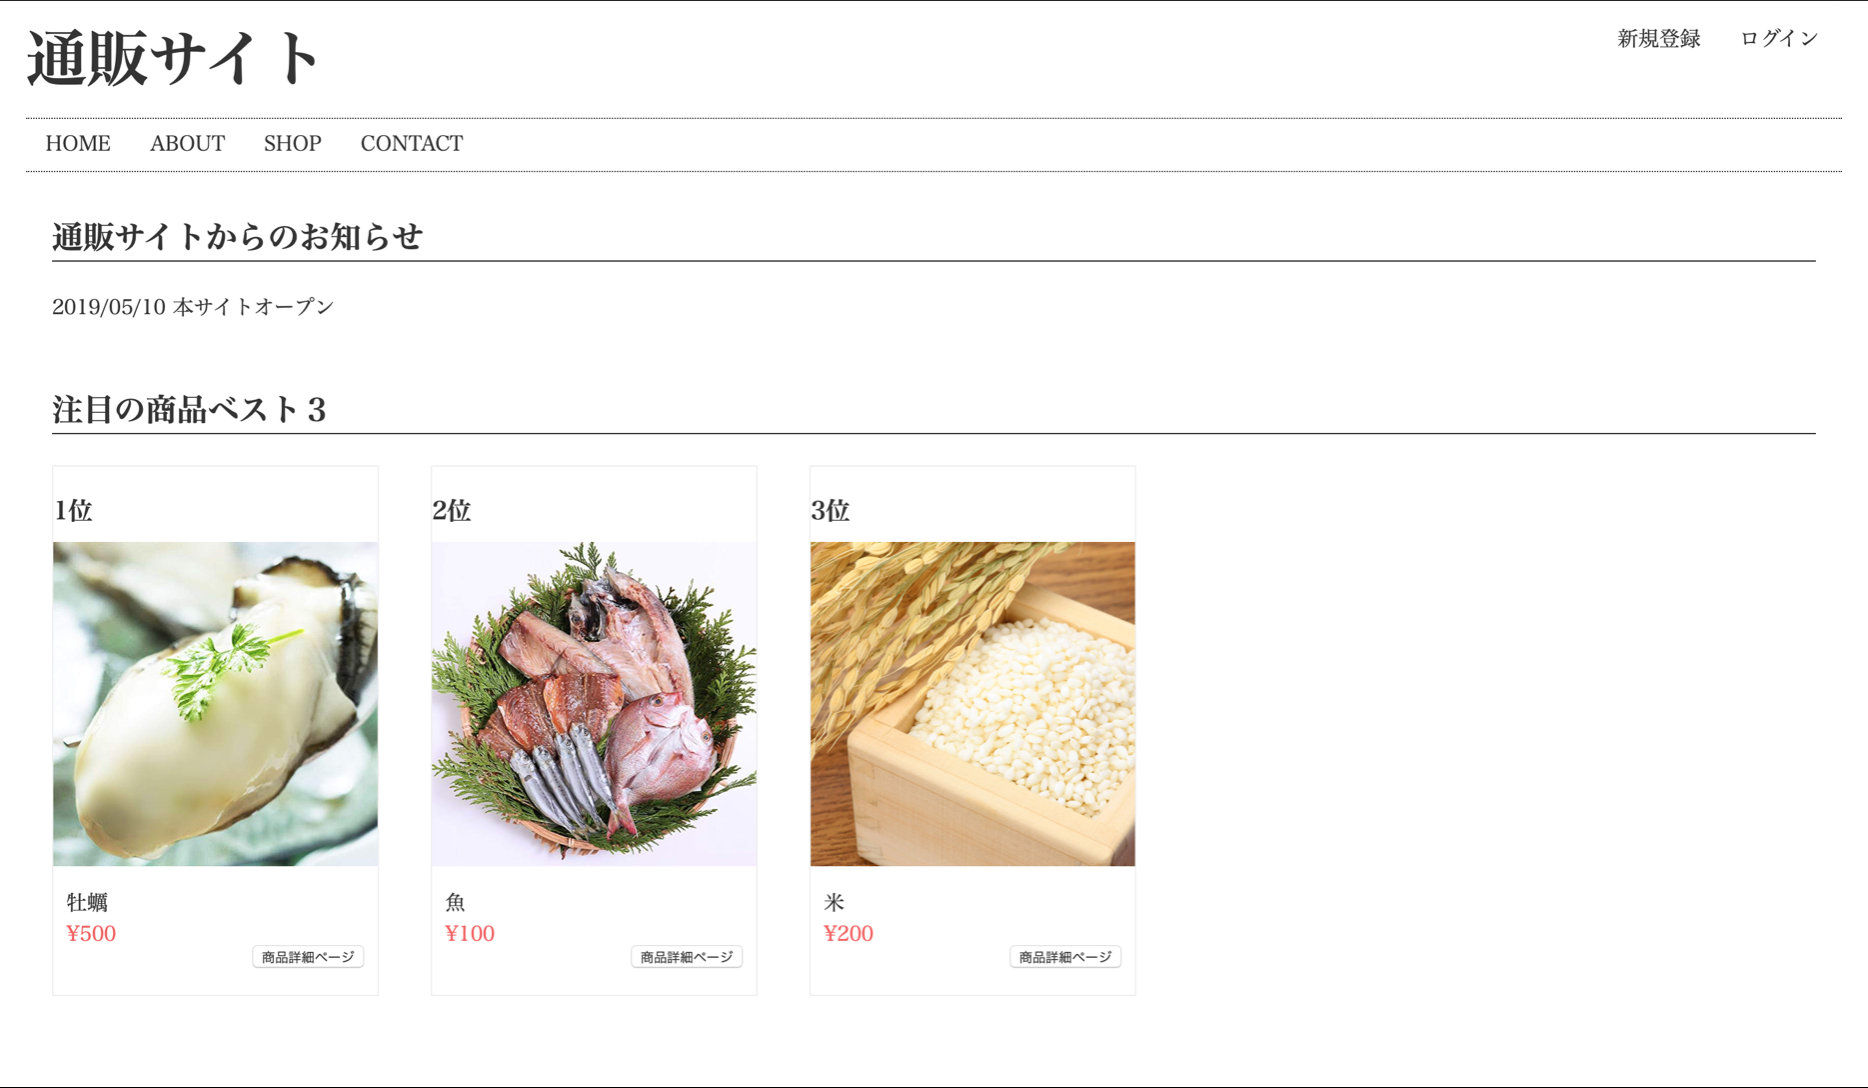 通販サイト
新規登録 ログイン
HOME ABOUT SHOP CONTACT
通販サイトからのお知らせ
2019/05/10 本サイトオープン
注目の商品ベスト３
1位
牡蠣
¥500
商品詳細ページ
2位
魚
¥100
商品詳細ページ
3位
米
¥200
商品詳細ページ